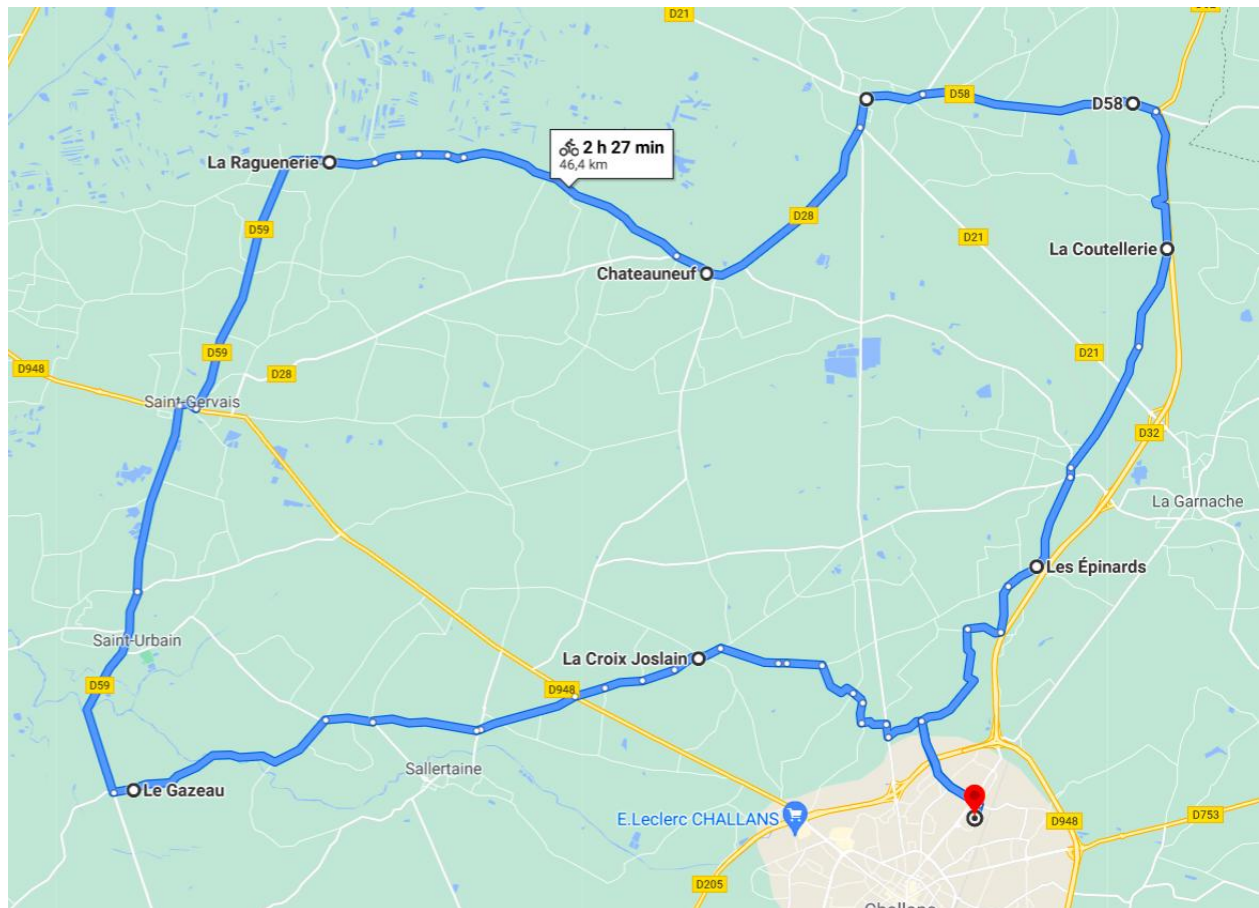 D21
D58
D58
2 h 27 min
46,4 km
La Raguenerie
D59
D28
D21
La Coutellerie
Chateauneuf
D59
D21
D948
D28
Saint-Gervais
D32
La Garnache
Les Épinards
Saint-Urbain
La Croix Joslain
D59
D948
Sallertaine
Le Gazeau
E.Leclerc CHALLANS
D948
D753
D205